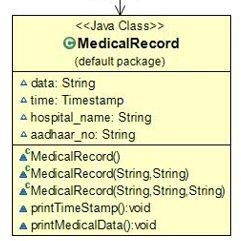 <<Java Class>>
MedicalRecord
(default package)
data: String
time: Timestamp
hospital_name: String
aadhaar_no: String
MedicalRecord()
MedicalRecord(String,String)
MedicalRecord(String,String,String)
printTimeStamp():void
printMedicalData():void